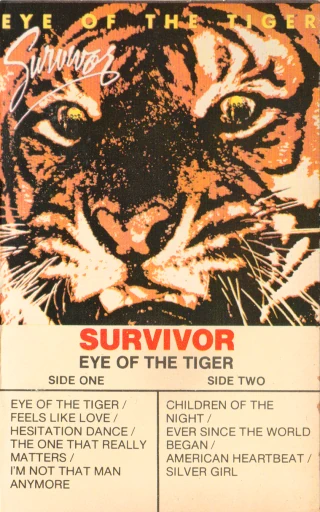 EYE OF THE TIGER
Survivor
SURVIVOR
EYE OF THE TIGER
SIDE ONE
EYE OF THE TIGER /
FEELS LIKE LOVE /
HESITATION DANCE /
THE ONE THAT REALLY
MATTERS /
I'M NOT THAT MAN
ANYMORE
SIDE TWO
CHILDREN OF THE
NIGHT /
EVER SINCE THE WORLD
BEGAN /
AMERICAN HEARTBEAT /
SILVER GIRL